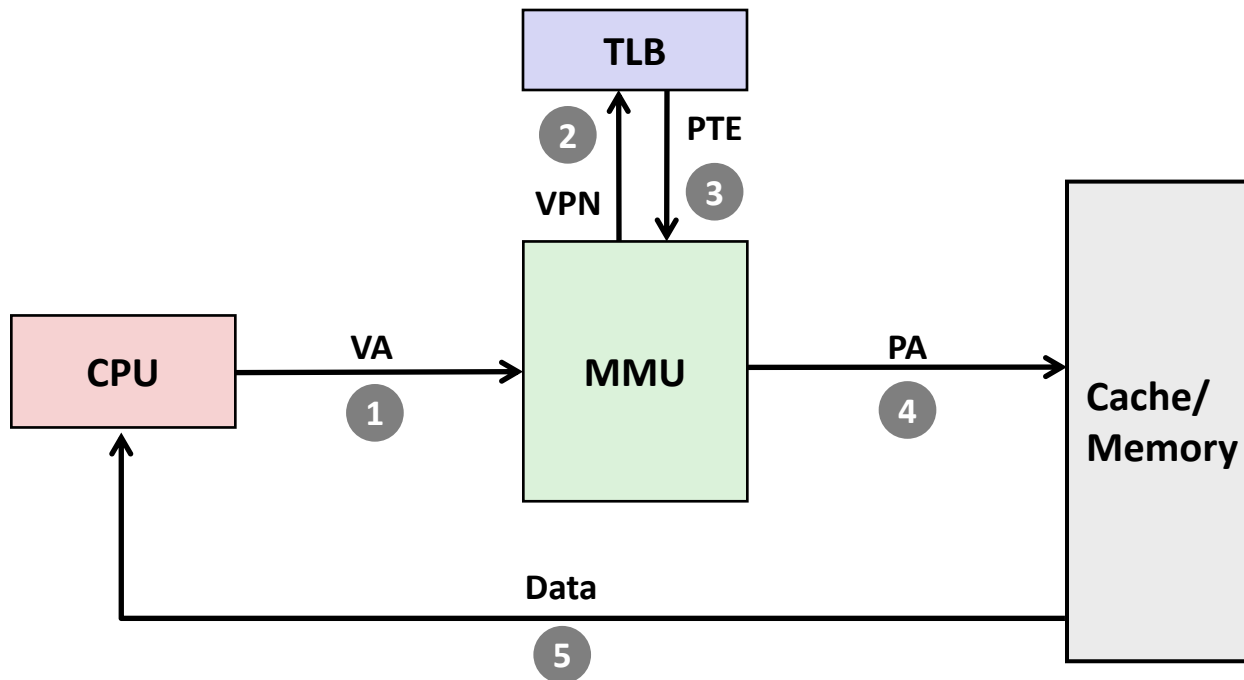 TLB
2
PTE
3
VPN
CPU
VA
1
MMU
PA
4
Cache/
Memory
Data
5